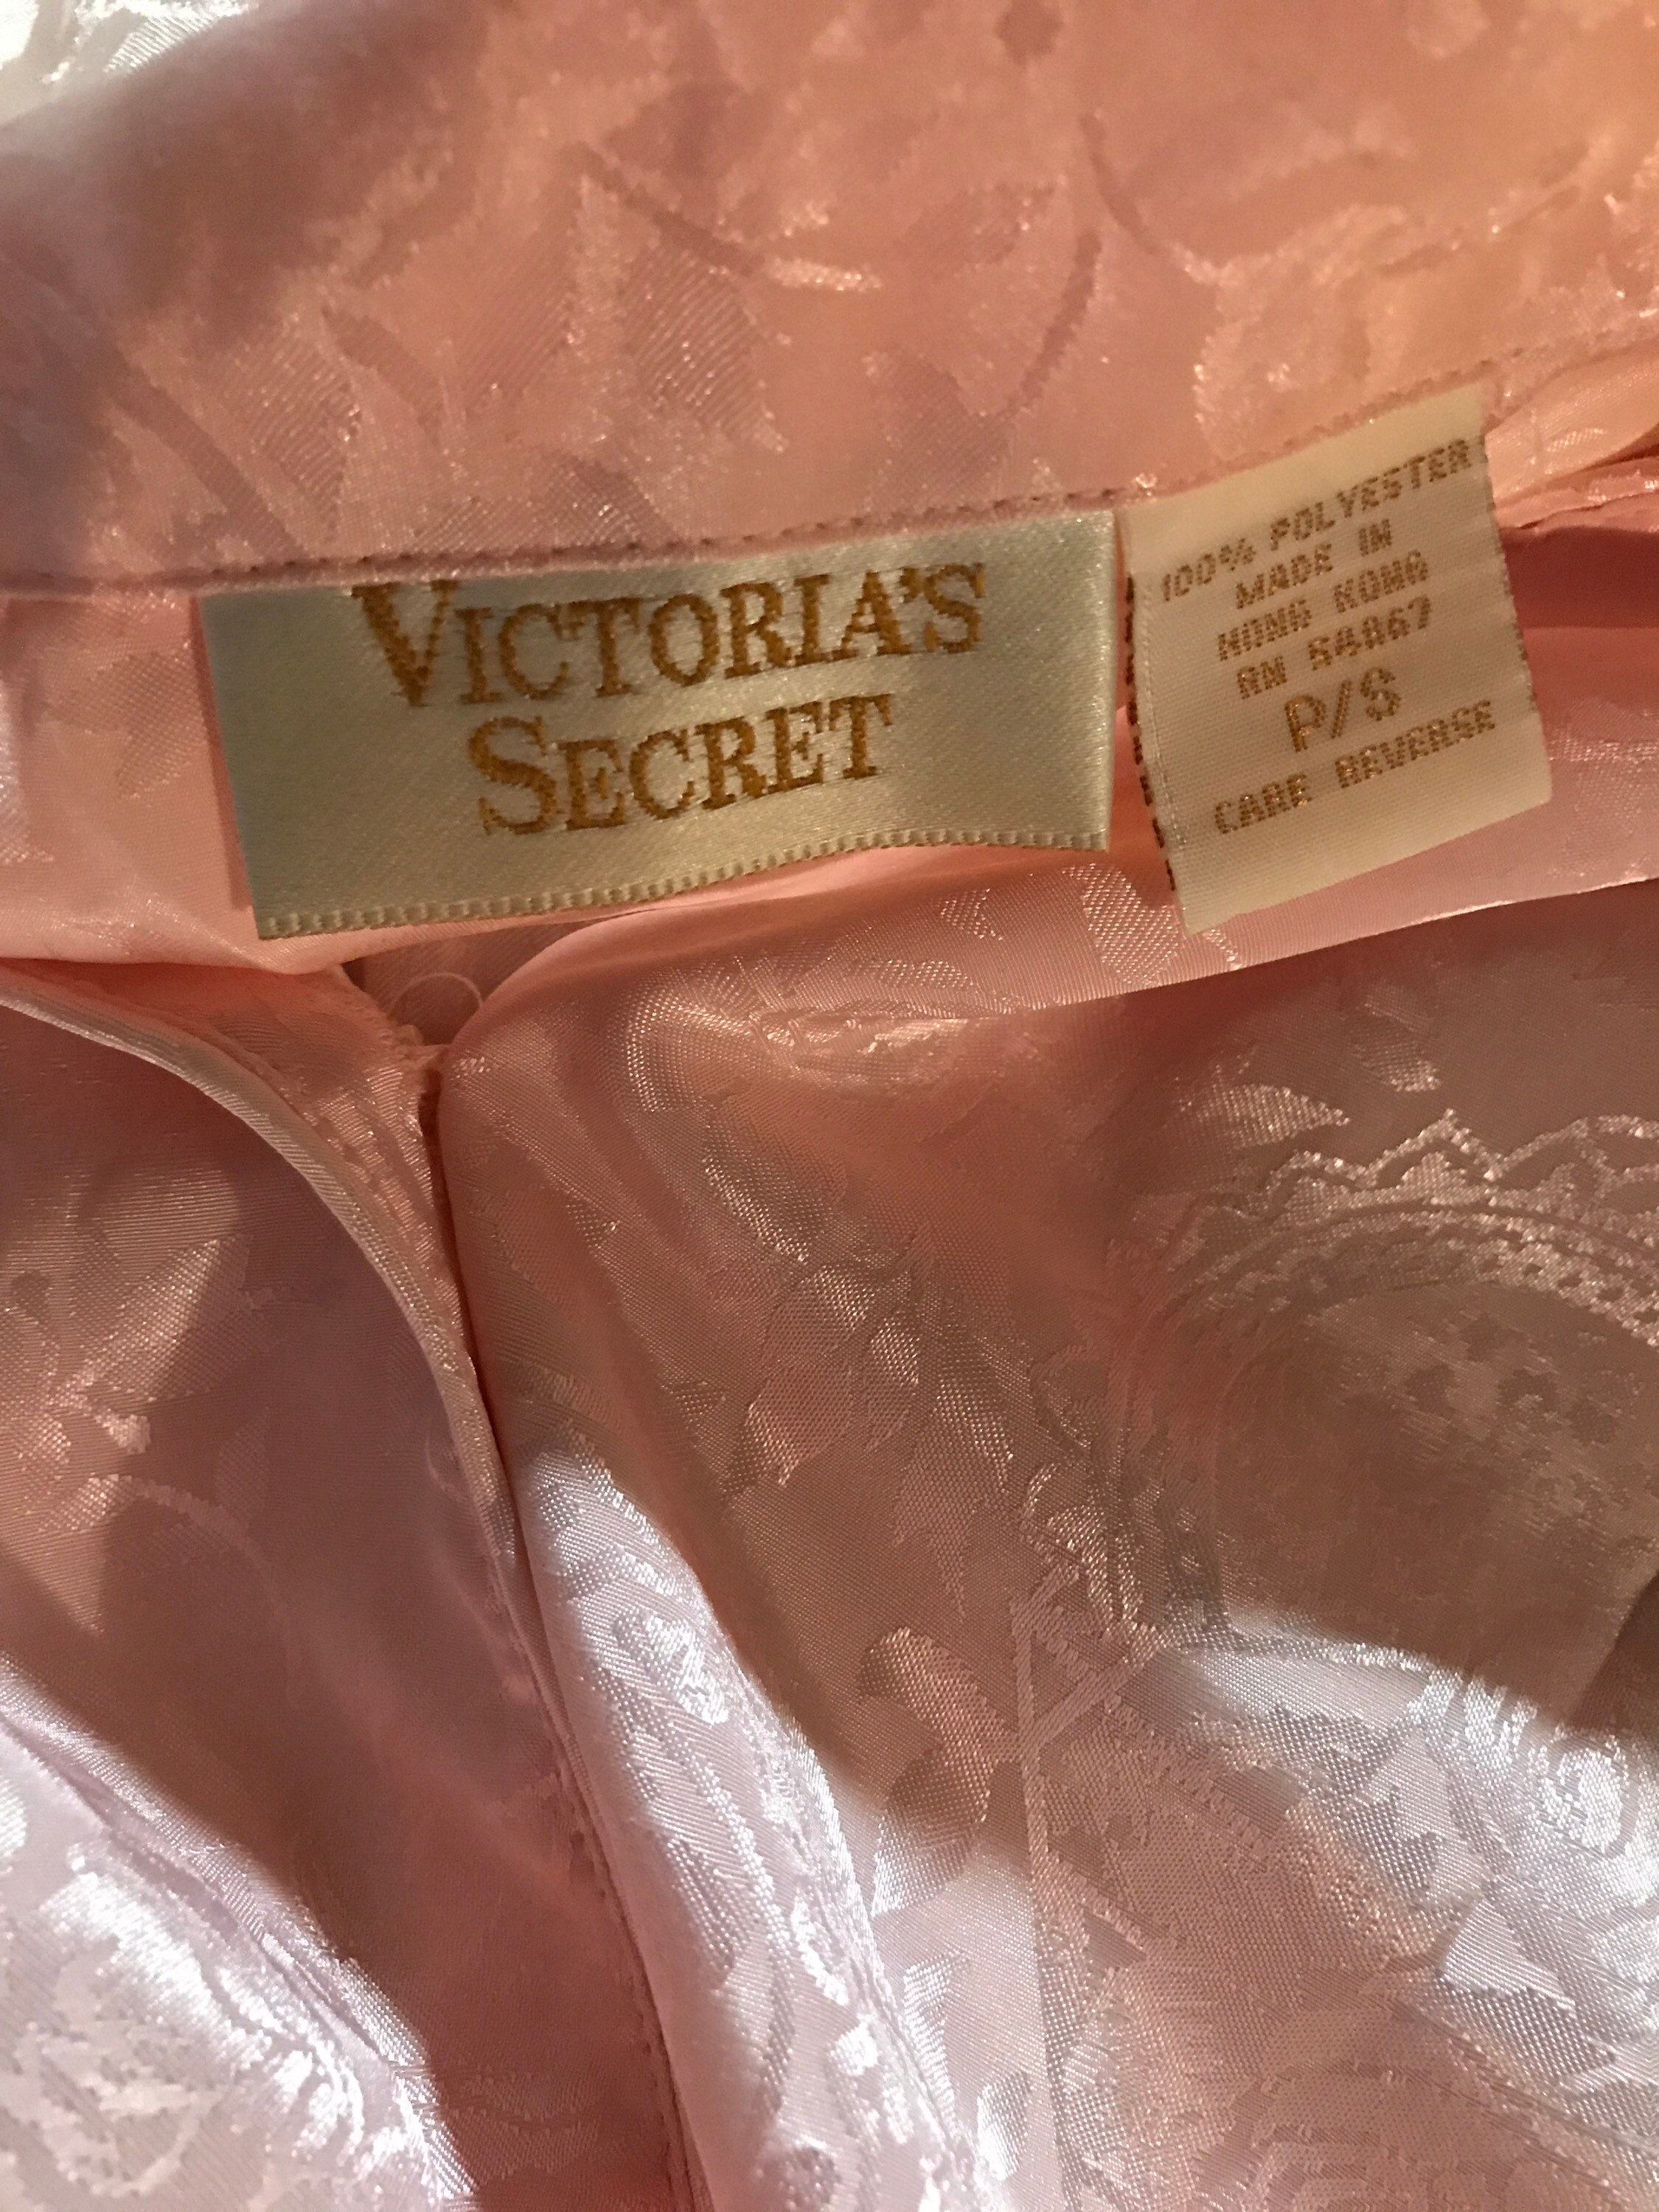 VICTORIA'S
SECRET
100% POLYESTER
MADE IN
HONG KONG
RN 54867
P/S
CARE REVERSE